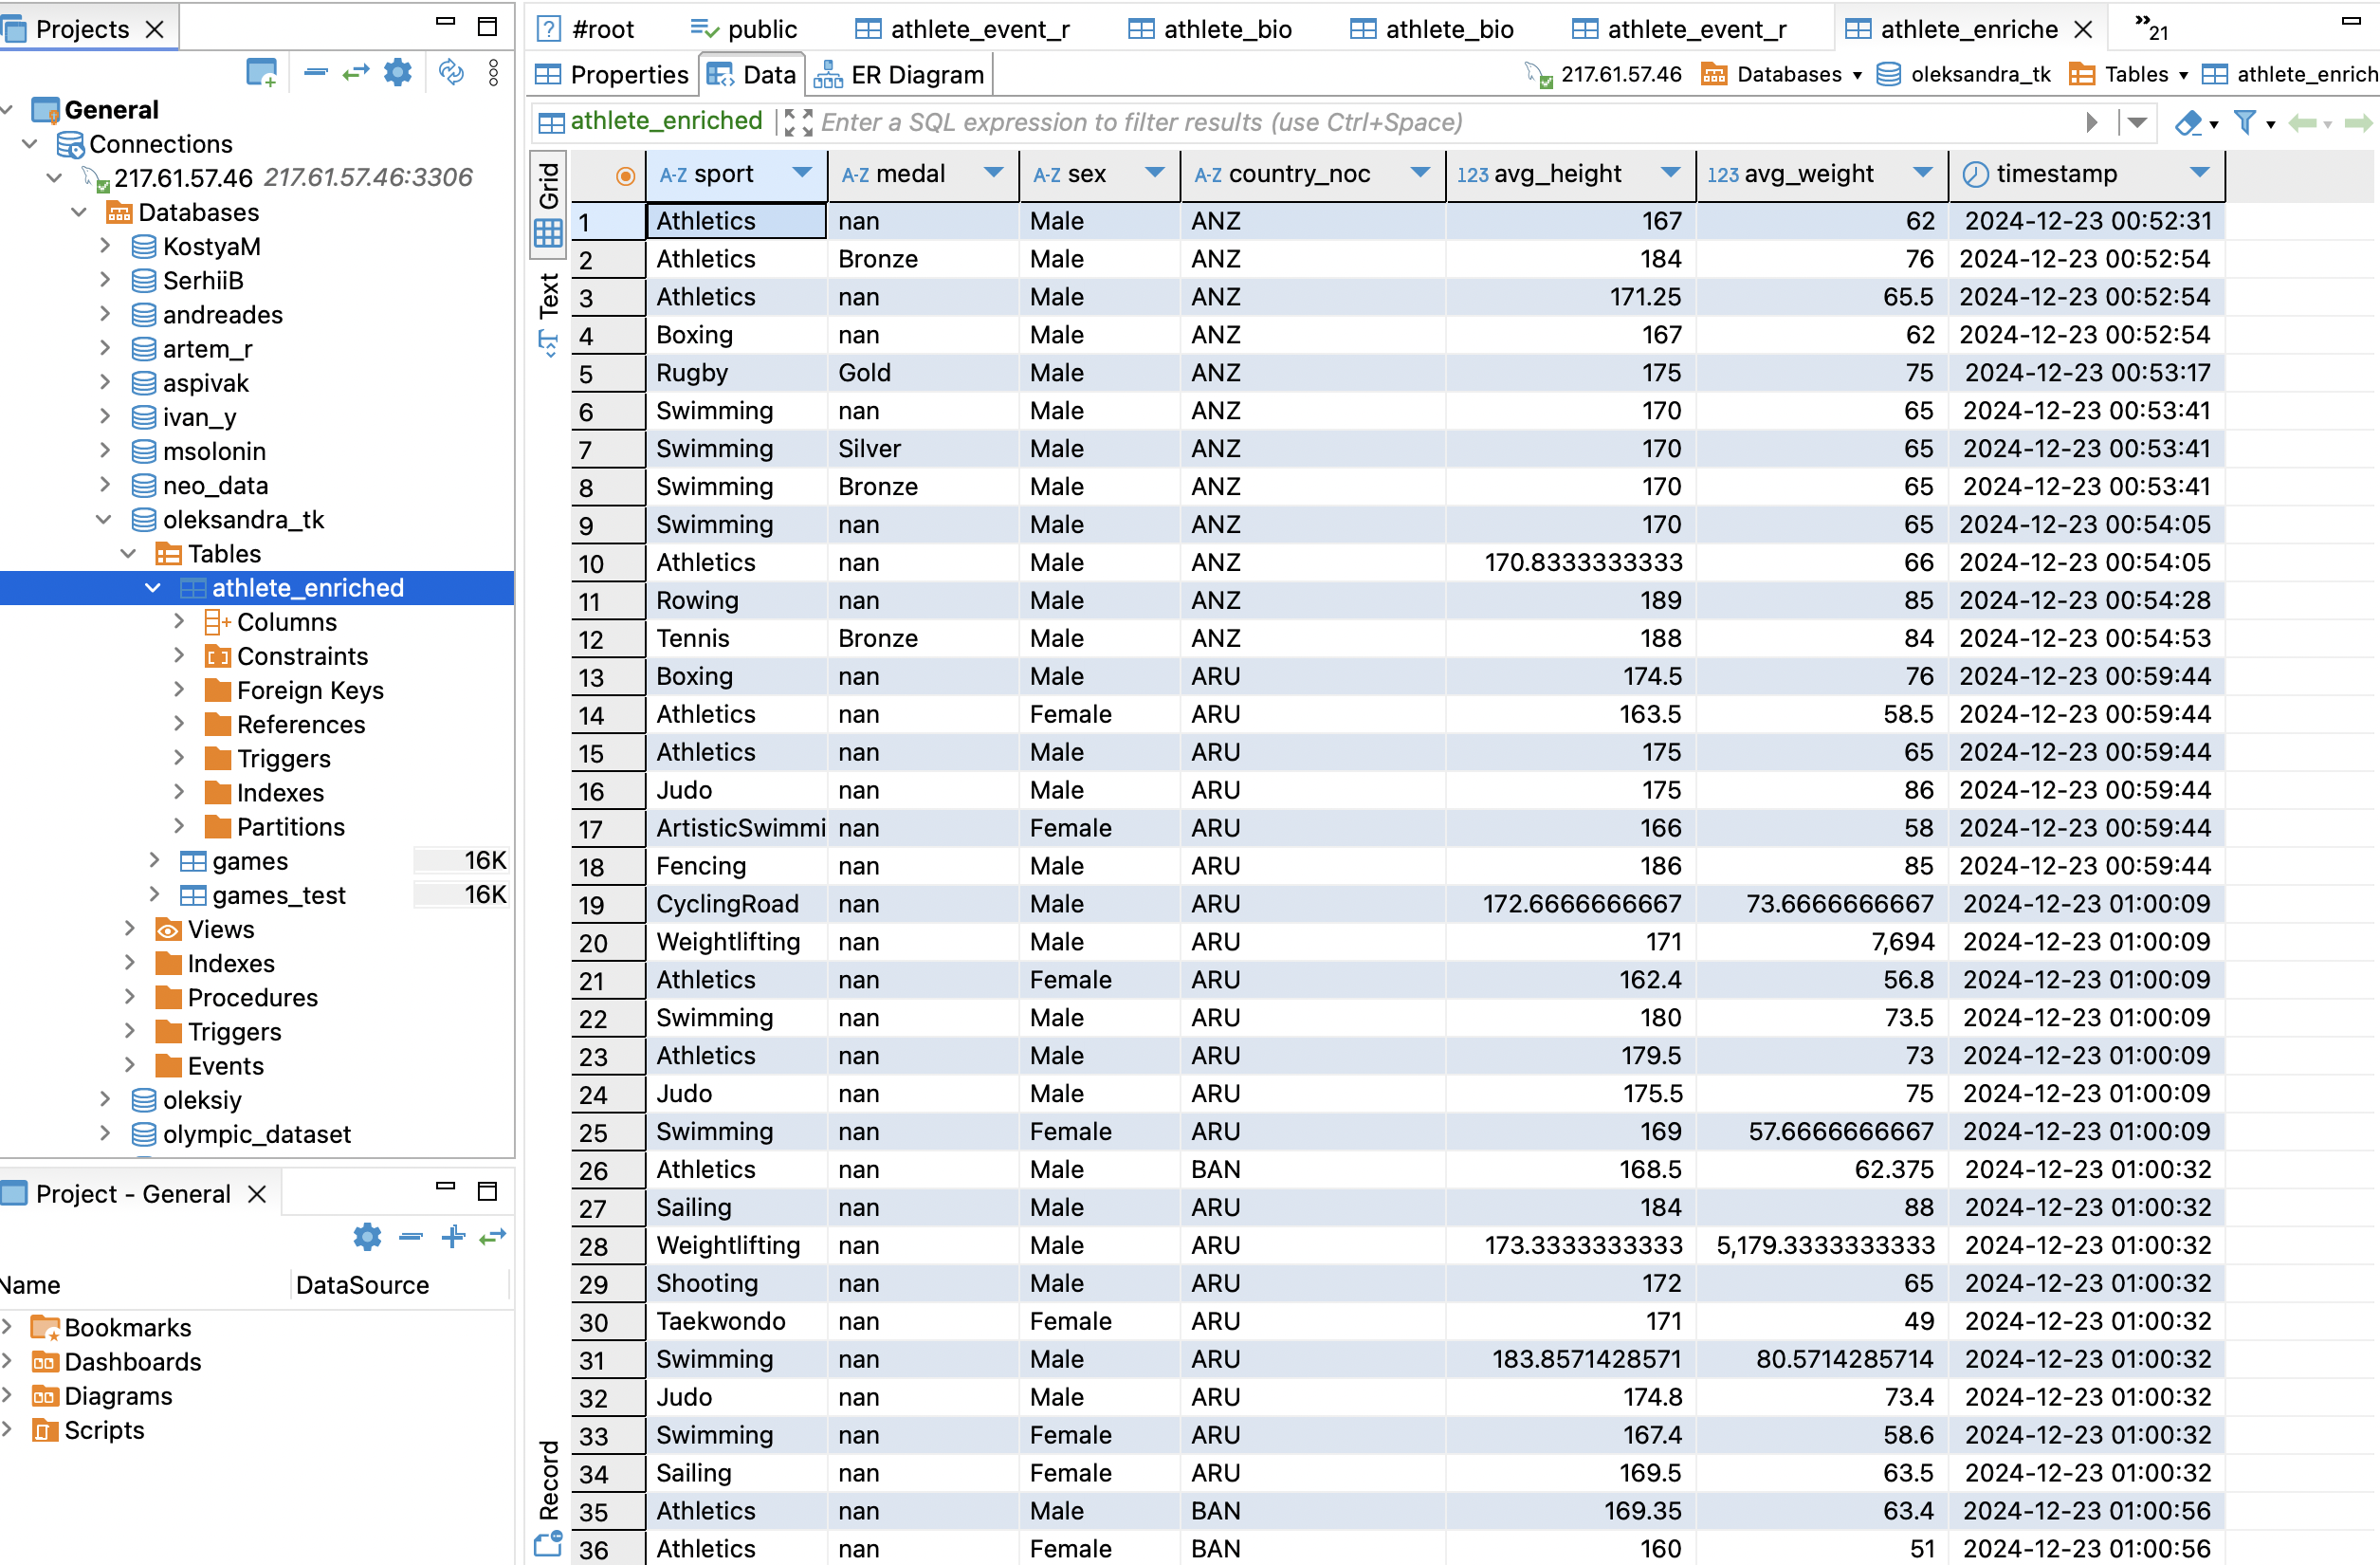 Projects
General
Connections
217.61.57.46 217.61.57.46:3306
Databases
KostyaM
SerhiiB
andreades
artem_r
aspivak
ivan_y
msolonin
neo_data
oleksandra_tk
Tables
athlete_enriched
Columns
Constraints
Foreign Keys
References
Triggers
Indexes
Partitions
games 16K
games_test 16K
Views
Indexes
Procedures
Triggers
Events
oleksiy
olympic_dataset
Project - General
Name DataSource
Bookmarks
Dashboards
Diagrams
Scripts
#root public athlete_event_r athlete_bio athlete_bio athlete_event_r athlete_enriche »21
Properties Data ER Diagram 217.61.57.46 Databases oleksandra_tk Tables athlete_enrich
athlete_enriched Enter a SQL expression to filter results (use Ctrl+Space)
Grid
Text
Record
A-Z sport A-Z medal A-Z sex A-Z country_noc 123 avg_height 123 avg_weight timestamp
1 Athletics nan Male ANZ 167 62 2024-12-23 00:52:31
2 Athletics Bronze Male ANZ 184 76 2024-12-23 00:52:54
3 Athletics nan Male ANZ 171.25 65.5 2024-12-23 00:52:54
4 Boxing nan Male ANZ 167 62 2024-12-23 00:52:54
5 Rugby Gold Male ANZ 175 75 2024-12-23 00:53:17
6 Swimming nan Male ANZ 170 65 2024-12-23 00:53:41
7 Swimming Silver Male ANZ 170 65 2024-12-23 00:53:41
8 Swimming Bronze Male ANZ 170 65 2024-12-23 00:53:41
9 Swimming nan Male ANZ 170 65 2024-12-23 00:54:05
10 Athletics nan Male ANZ 170.8333333333 66 2024-12-23 00:54:05
11 Rowing nan Male ANZ 189 85 2024-12-23 00:54:28
12 Tennis Bronze Male ANZ 188 84 2024-12-23 00:54:53
13 Boxing nan Male ARU 174.5 76 2024-12-23 00:59:44
14 Athletics nan Female ARU 163.5 58.5 2024-12-23 00:59:44
15 Athletics nan Male ARU 175 65 2024-12-23 00:59:44
16 Judo nan Male ARU 175 86 2024-12-23 00:59:44
17 ArtisticSwimmi nan Female ARU 166 58 2024-12-23 00:59:44
18 Fencing nan Male ARU 186 85 2024-12-23 00:59:44
19 CyclingRoad nan Male ARU 172.6666666667 73.6666666667 2024-12-23 01:00:09
20 Weightlifting nan Male ARU 171 7,694 2024-12-23 01:00:09
21 Athletics nan Female ARU 162.4 56.8 2024-12-23 01:00:09
22 Swimming nan Male ARU 180 73.5 2024-12-23 01:00:09
23 Athletics nan Male ARU 179.5 73 2024-12-23 01:00:09
24 Judo nan Male ARU 175.5 75 2024-12-23 01:00:09
25 Swimming nan Female ARU 169 57.6666666667 2024-12-23 01:00:09
26 Athletics nan Male BAN 168.5 62.375 2024-12-23 01:00:32
27 Sailing nan Male ARU 184 88 2024-12-23 01:00:32
28 Weightlifting nan Male ARU 173.3333333333 5,179.3333333333 2024-12-23 01:00:32
29 Shooting nan Male ARU 172 65 2024-12-23 01:00:32
30 Taekwondo nan Female ARU 171 49 2024-12-23 01:00:32
31 Swimming nan Male ARU 183.8571428571 80.5714285714 2024-12-23 01:00:32
32 Judo nan Male ARU 174.8 73.4 2024-12-23 01:00:32
33 Swimming nan Female ARU 167.4 58.6 2024-12-23 01:00:32
34 Sailing nan Female ARU 169.5 63.5 2024-12-23 01:00:32
35 Athletics nan Male BAN 169.35 63.4 2024-12-23 01:00:56
36 Athletics nan Female BAN 160 51 2024-12-23 01:00:56